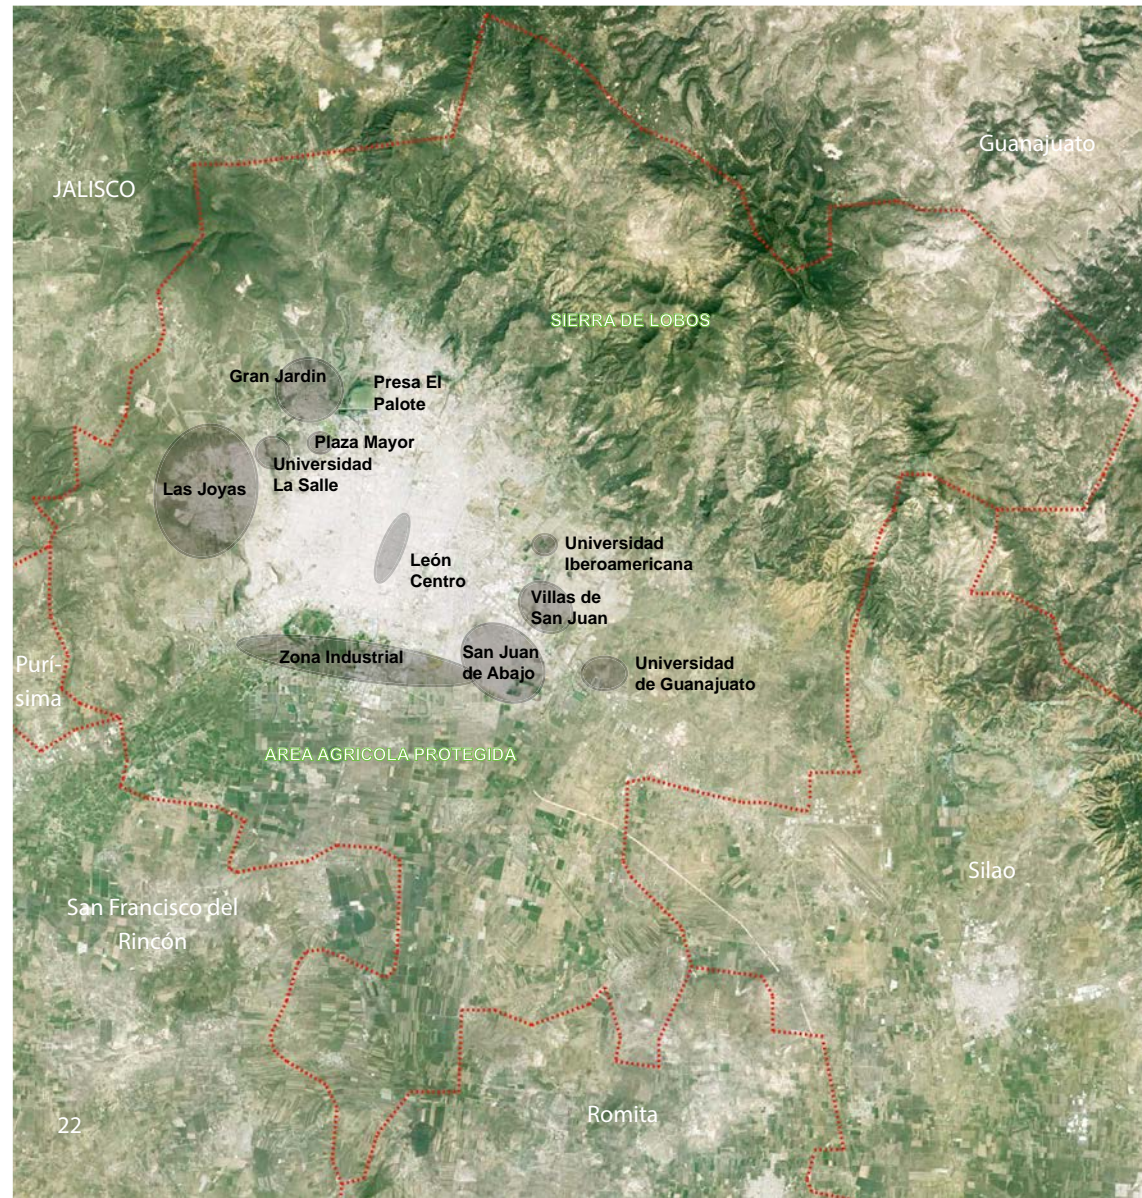 Guanajuato
JALISCO
SIERRA DE LOBOS
Gran Jardin
Presa El
Palote
Plaza Mayor
Universidad
La Salle
Las Joyas
León
Centro
Universidad
Iberoamericana
Villas de
San Juan
Zona Industrial
San Juan
de Abajo
Universidad
de Guanajuato
Purí-
sima
AREA AGRICOLA PROTEGIDA
Silao
San Francisco del
Rincón
Romita
22